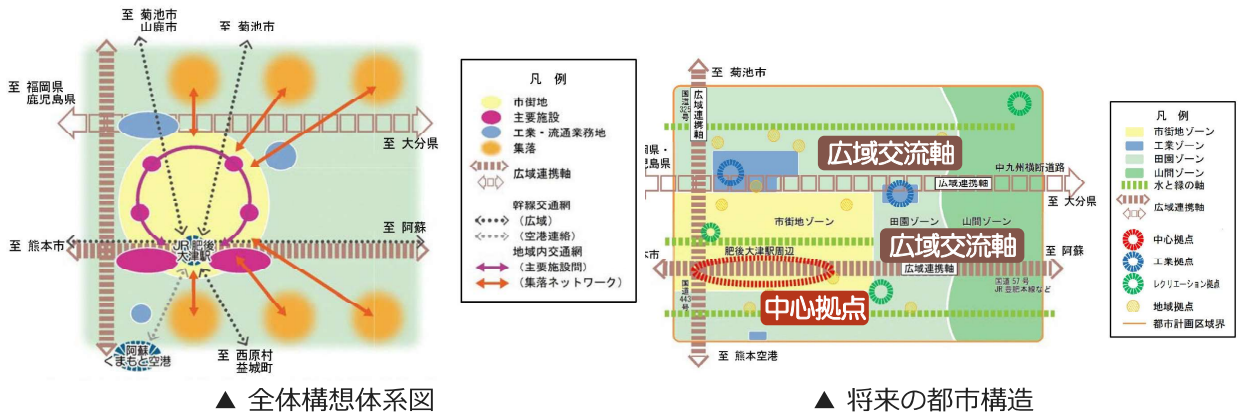 至 菊池市
山鹿市
至 菊池市
至 福岡県
鹿児島県
至 大分県
至 阿蘇
至 熊本市
JR 肥後
大津駅
阿蘇
くまもと空港
至 西原村
益城町
凡 例
市街地
主要施設
工業・流通業務地
集落
広域連携軸
幹線交通網
（広域）
（空港連絡）
地域内交通網
（主要施設間）
（集落ネットワーク）
▲ 全体構想体系図
至 菊池市
国道325号
広域連携軸
岡県・
児島県
広域交流軸
中九州横断道路
広域連携軸
至 大分県
市街地ゾーン
田園ゾーン
山間ゾーン
肥後大津駅周辺
広域交流軸
至 阿蘇
本市
広域連携軸
国道443号
中心拠点
国道57号
JR豊肥本線など
至 熊本空港
凡 例
市街地ゾーン
工業ゾーン
田園ゾーン
山間ゾーン
水と緑の軸
広域連携軸
中心拠点
工業拠点
レクリエーション拠点
地域拠点
都市計画区域界
▲ 将来の都市構造